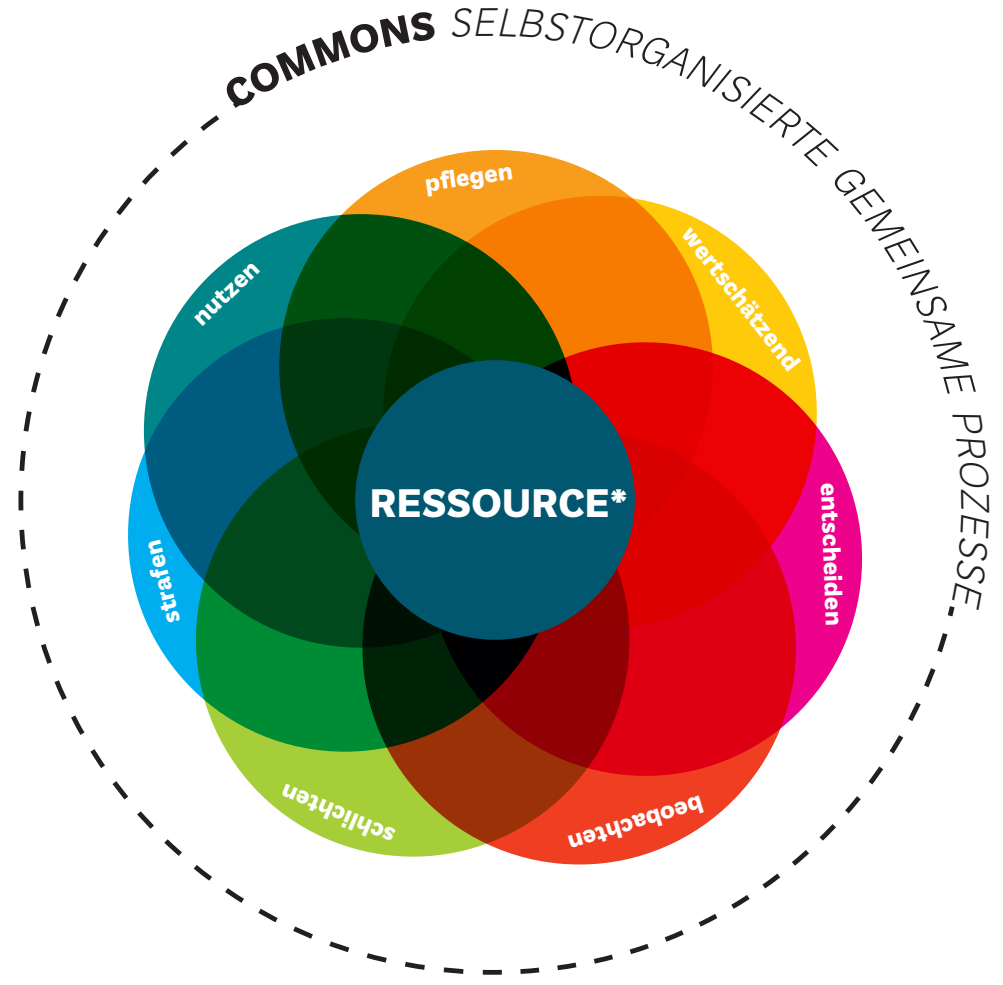 COMMONS SELBSTORGANISIERTE GEMEINSAME PROZESSE
pflegen
wertschätzend
entscheiden
beobachten
schlichten
strafen
nutzen
RESSOURCE*